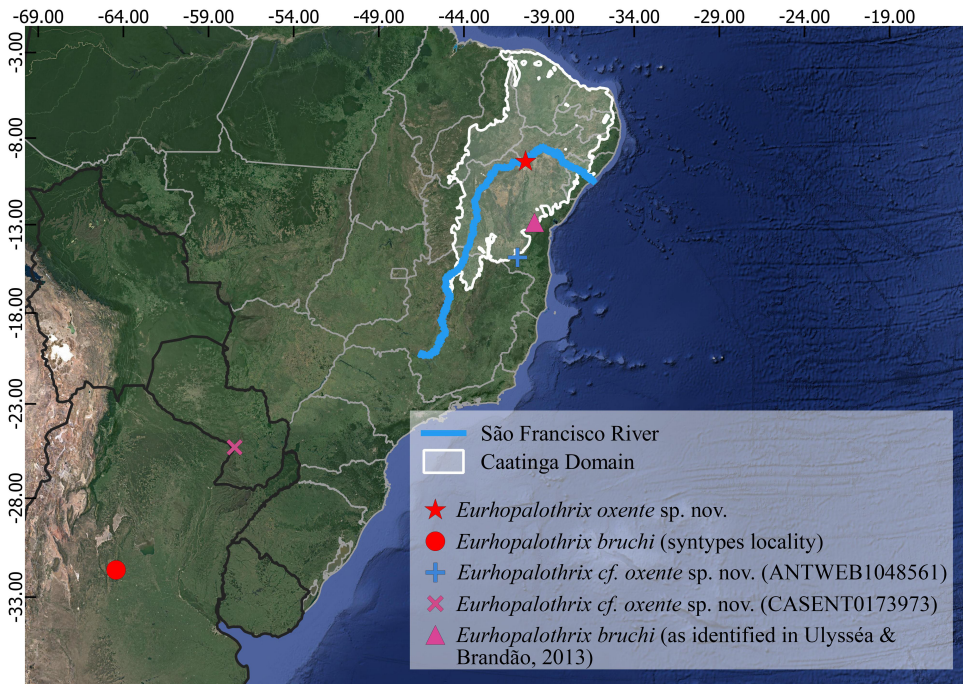 -69.00 -64.00 -59.00 -54.00 -49.00 -44.00 -39.00 -34.00 -29.00 -24.00 -19.00
-3.00
-8.00
-13.00
-18.00
-23.00
-28.00
-33.00
São Francisco River
Caatinga Domain
Eurhopalothrix oxente sp. nov.
Eurhopalothrix bruchi (syntypes locality)
Eurhopalothrix cf. oxente sp. nov. (ANTWEB1048561)
Eurhopalothrix cf. oxente sp. nov. (CASENT0173973)
Eurhopalothrix bruchi (as identified in Ulysséa &
Brandão, 2013)